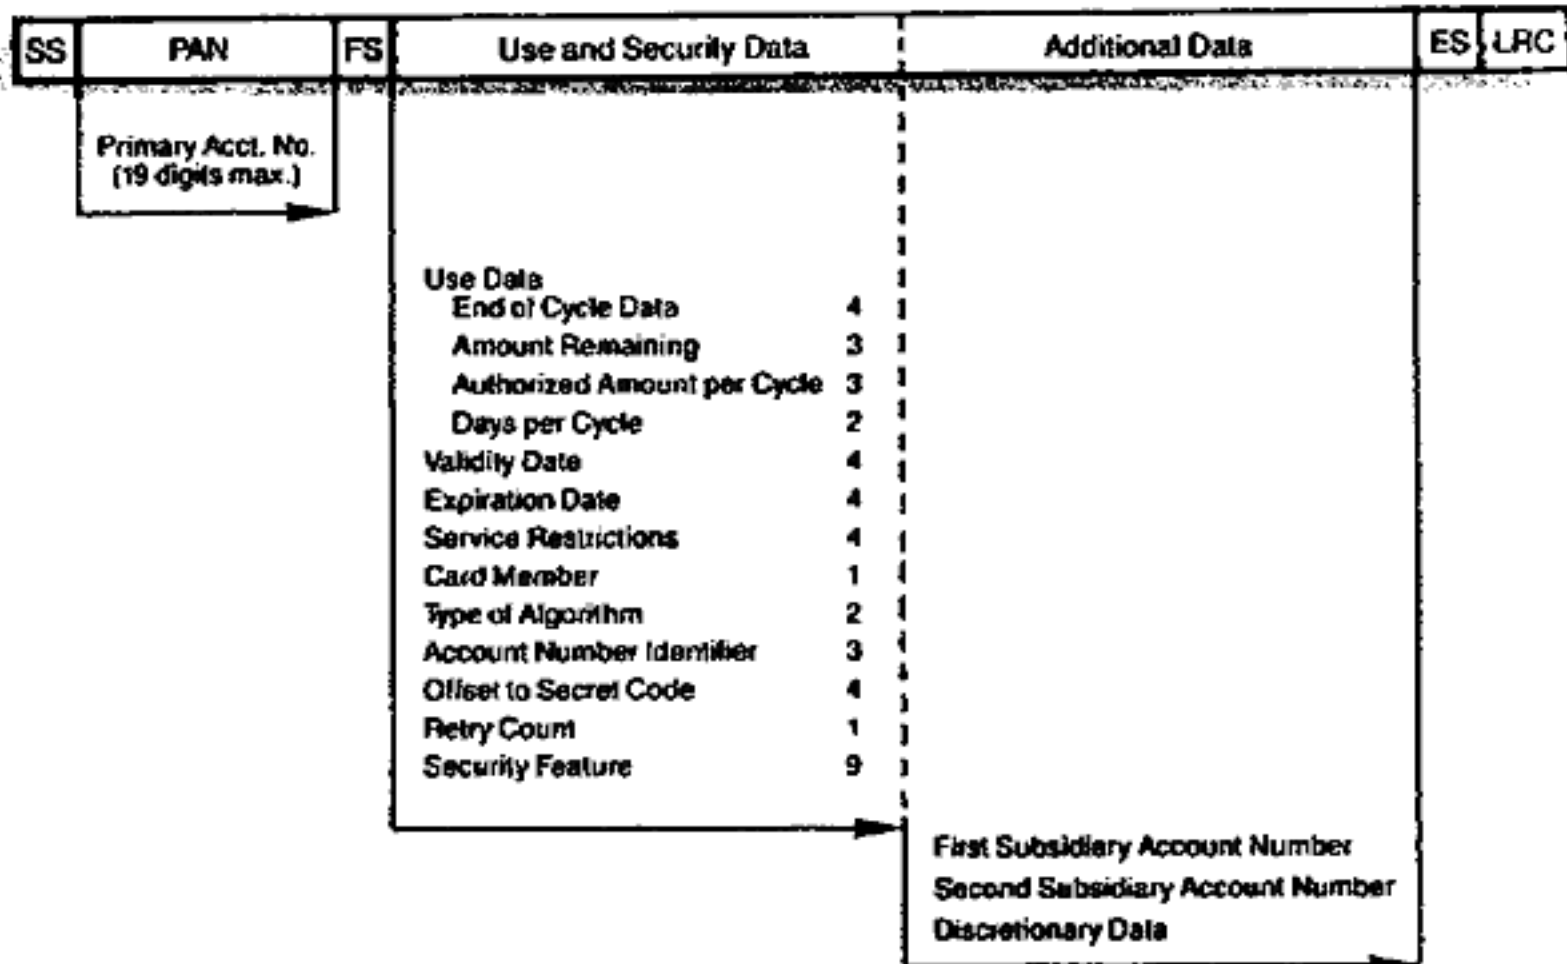 SS PAN FS Use and Security Data Additional Data ES LRC
Primary Acct. No.
(19 digits max.)
Use Data
End of Cycle Data 4
Amount Remaining 3
Authorized Amount per Cycle 3
Days per Cycle 2
Validity Date 4
Expiration Date 4
Service Restrictions 4
Card Member 1
Type of Algorithm 2
Account Number Identifier 3
Offset to Secret Code 4
Retry Count 1
Security Feature 9
First Subsidiary Account Number
Second Subsidiary Account Number
Discretionary Data